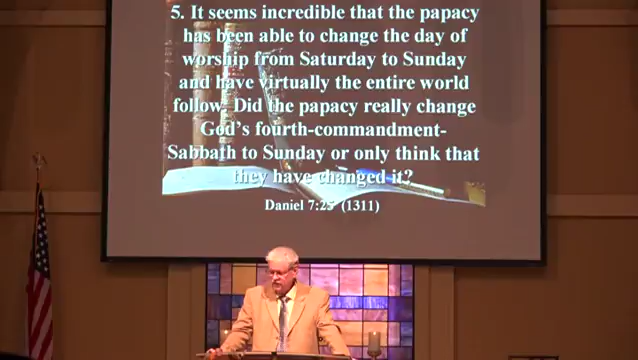 5. It seems incredible that the papacy
has been able to change the day of
worship from Saturday to Sunday
and have virtually the entire world
follow. Did the papacy really change
God's fourth-commandment-
Sabbath to Sunday or only think that
they have changed it?
Daniel 7:25 (1311)